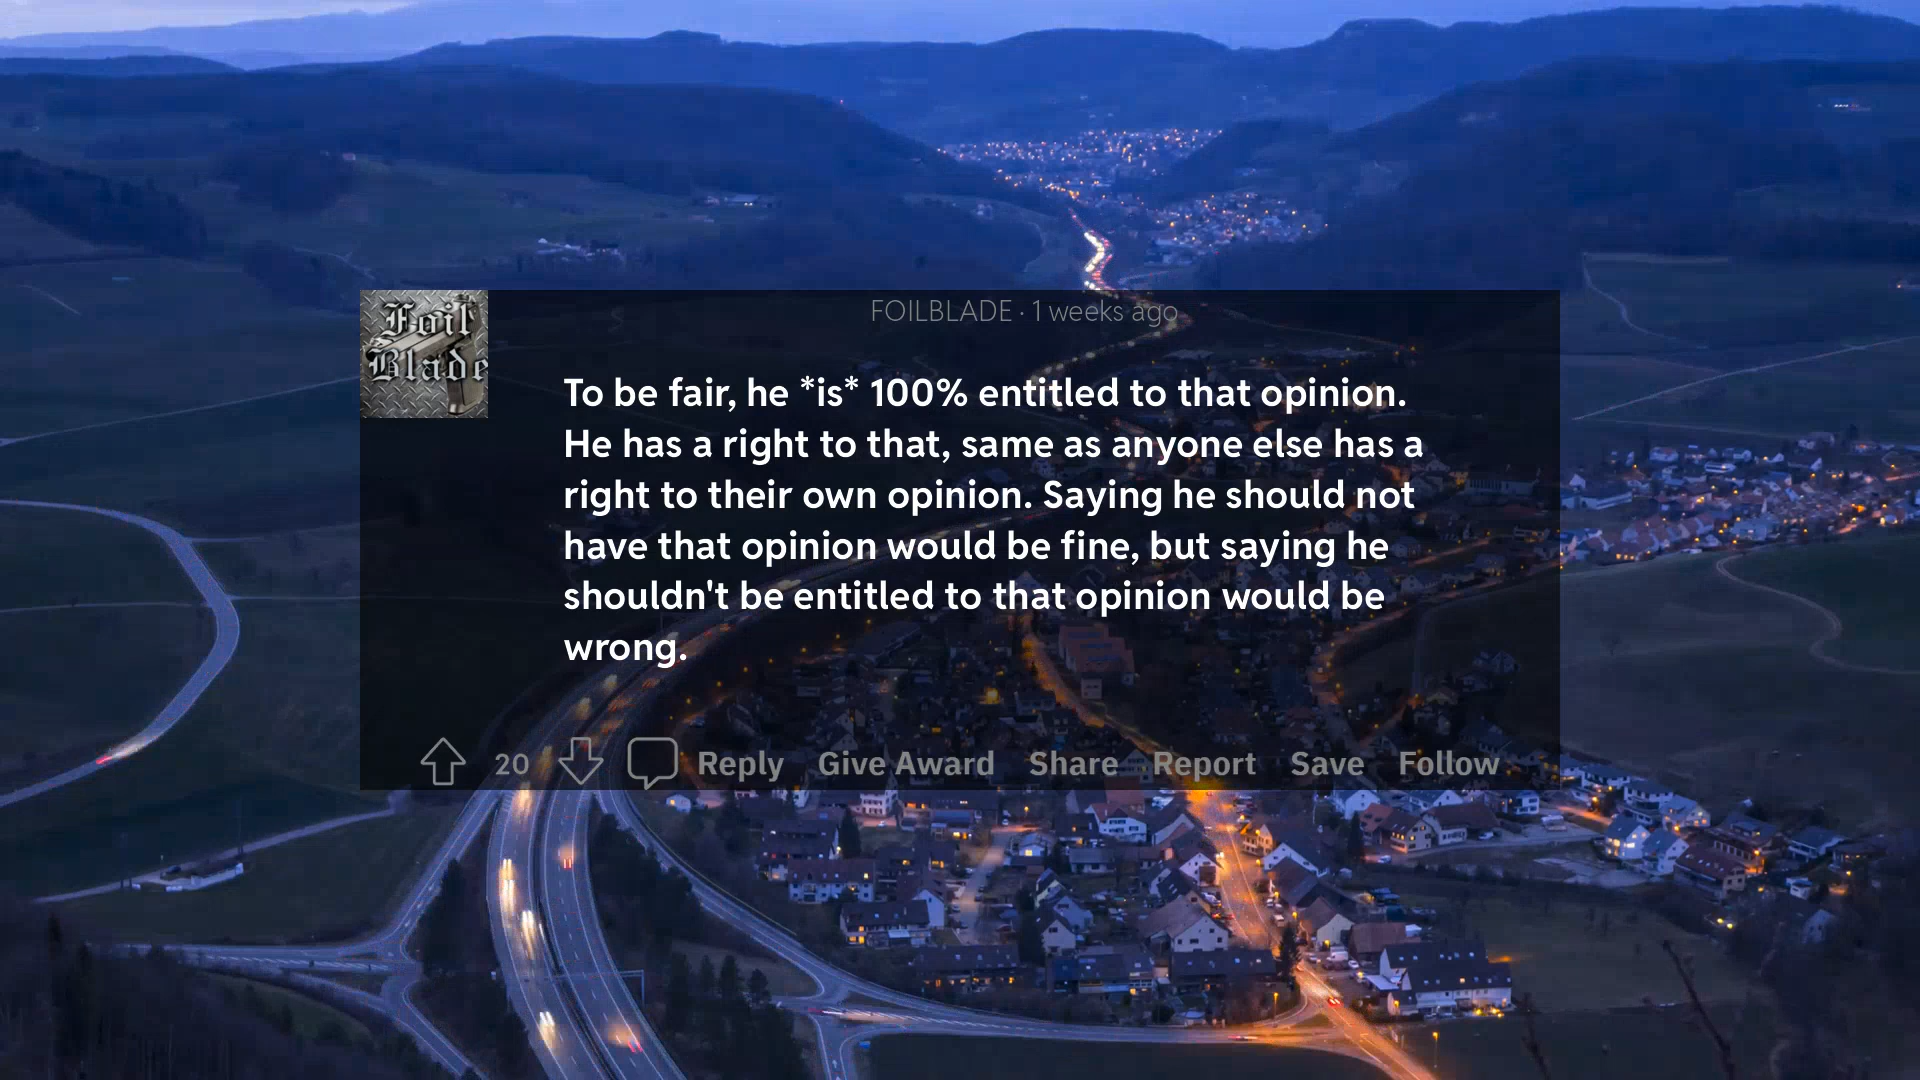 Foil
Blade
FOILBLADE · 1 weeks ago
To be fair, he *is* 100% entitled to that opinion.
He has a right to that, same as anyone else has a
right to their own opinion. Saying he should not
have that opinion would be fine, but saying he
shouldn't be entitled to that opinion would be
wrong.
20 Reply Give Award Share Report Save Follow